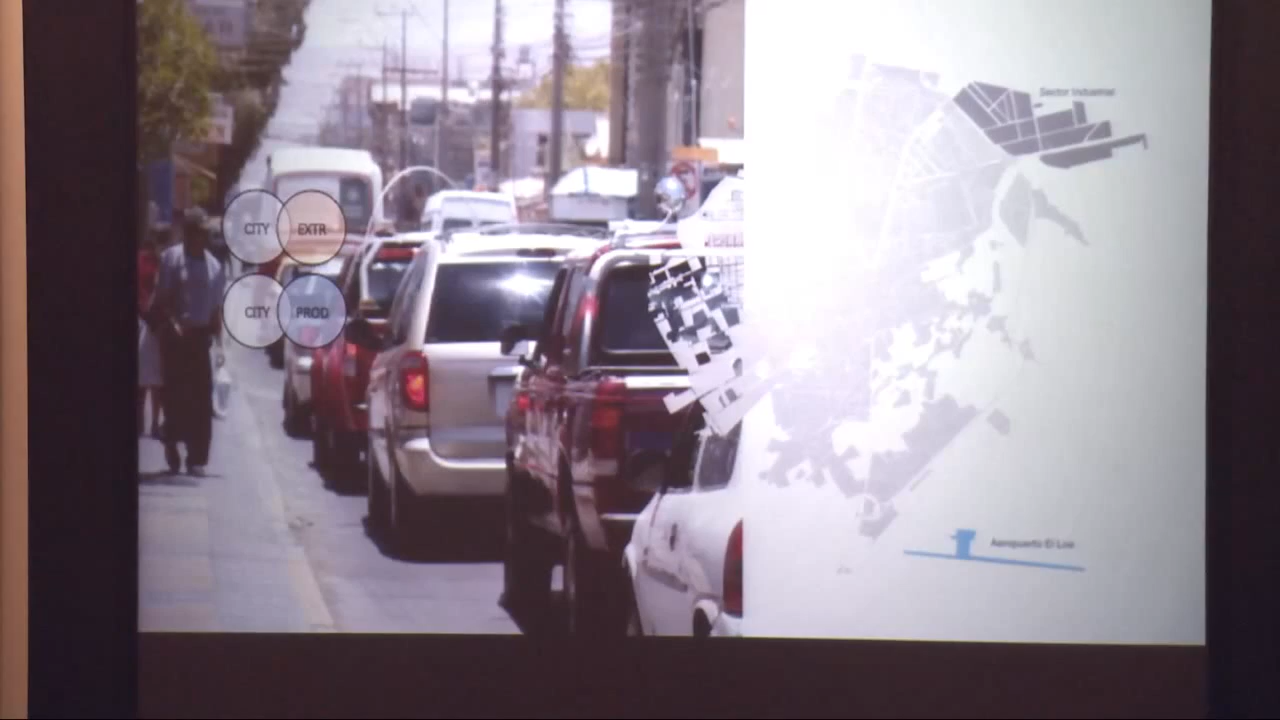 CITY EXTR
CITY PROD
Sector Industrial
Aeropuerto El Loa